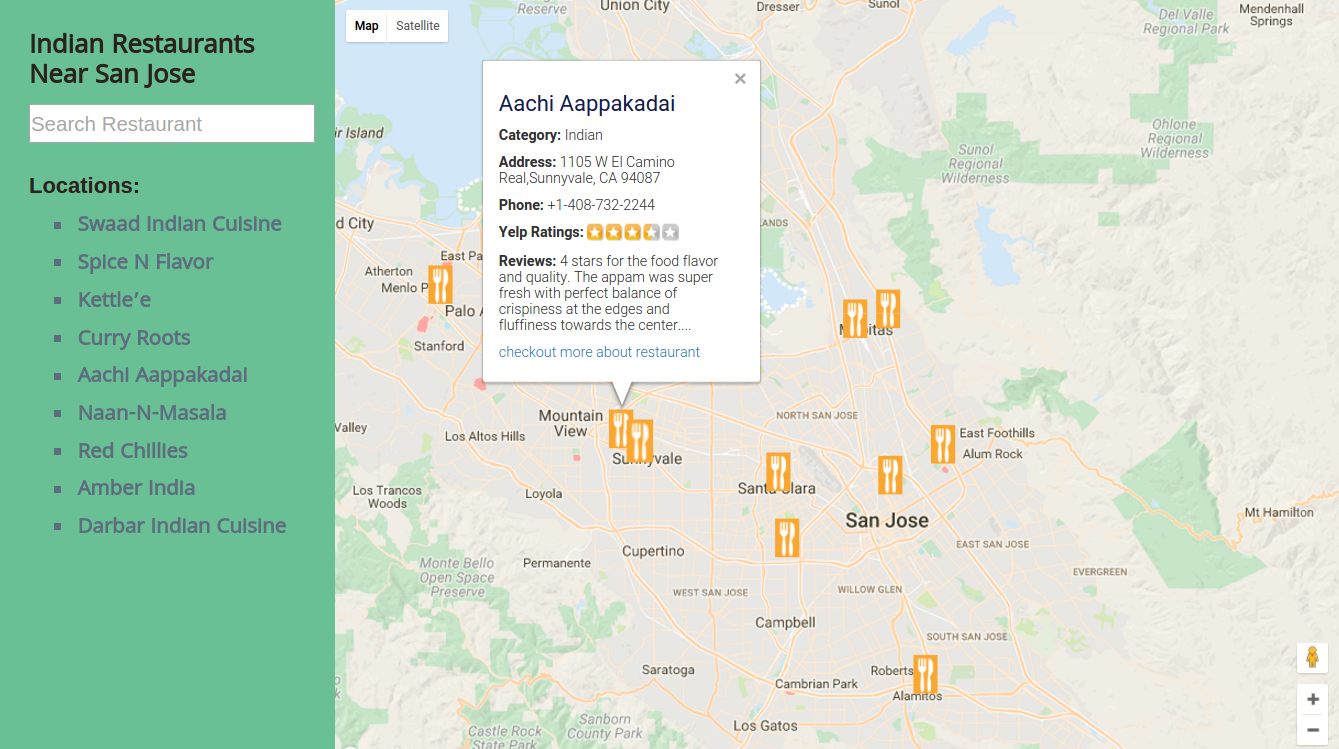 Indian Restaurants
Near San Jose
Search Restaurant
Locations:
Swaad Indian Cuisine
Spice N Flavor
Kettle’e
Curry Roots
Aachi Aappakadai
Naan-N-Masala
Red Chillies
Amber India
Darbar Indian Cuisine
Map Satellite
Aachi Aappakadai
Category: Indian
Address: 1105 W El Camino
Real,Sunnyvale, CA 94087
Phone: +1-408-732-2244
Yelp Ratings:
Reviews: 4 stars for the food flavor
and quality. The appam was super
fresh with perfect balance of
crispiness at the edges and
fluffiness towards the center....
checkout more about restaurant
Reserve
Union City
Dresser
Sunol
Del Valle
Regional Park
Mendenhall
Springs
ir Island
Ohlone
Regional
Wilderness
Sunol
Regional
Wilderness
d City
LANDS
East Pa
Atherton
Menlo P
Palo A
Stanford
M pitas
Mountain
View
NORTH SAN JOSE
Valley
Los Altos Hills
East Foothills
Alum Rock
Sunnyvale
Los Trancos
Woods
Loyola
Santa Clara
San Jose
Mt Hamilton
Cupertino
EAST SAN JOSE
Monte Bello
Open Space
Preserve
Permanente
EVERGREEN
WEST SAN JOSE
WILLOW GLEN
Campbell
SOUTH SAN JOSE
Saratoga
Roberts
Cambrian Park
Alamitos
Los Gatos
Sanborn
County Park
Castle Rock
State Park